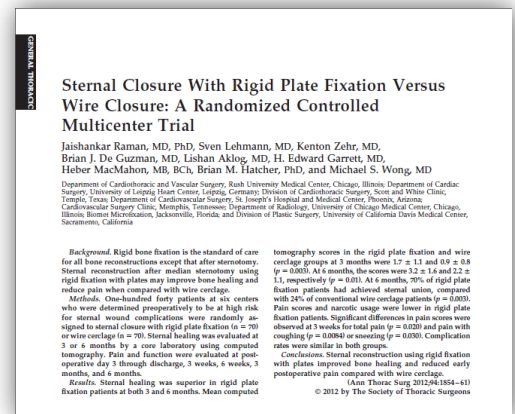 GENERAL THORACIC
Sternal Closure With Rigid Plate Fixation Versus
Wire Closure: A Randomized Controlled
Multicenter Trial
Jaishankar Raman, MD, PhD, Sven Lehmann, MD, Kenton Zehr, MD,
Brian J. De Guzman, MD, Lishan Aklog, MD, H. Edward Garrett, MD,
Heber MacMahon, MB, BCh, Brian M. Hatcher, PhD, and Michael S. Wong, MD
Department of Cardiothoracic and Vascular Surgery, Rush University Medical Center, Chicago, Illinois; Department of Cardiac
Surgery, University of Leipzig Heart Center, Leipzig, Germany; Division of Cardiothoracic Surgery, Scott and White Clinic,
Temple, Texas; Department of Cardiovascular Surgery, St. Joseph's Hospital and Medical Center, Phoenix, Arizona;
Cardiovascular Surgery Clinic, Memphis, Tennessee; Department of Radiology, University of Chicago Medical Center, Chicago,
Illinois; Biomet Microfixation, Jacksonville, Florida; and Division of Plastic Surgery, University of California Davis Medical Center,
Sacramento, California
Background. Rigid bone fixation is the standard of care
for all bone reconstructions except that after sternotomy.
Sternal reconstruction after median sternotomy using
rigid fixation with plates may improve bone healing and
reduce pain when compared with wire cerclage.
Methods. One-hundred forty patients at six centers
who were determined preoperatively to be at high risk
for sternal wound complications were randomly as-
signed to sternal closure with rigid plate fixation (n = 70)
or wire cerclage (n = 70). Sternal healing was evaluated at
3 or 6 months by a core laboratory using computed
tomography. Pain and function were evaluated at post-
operative day 3 through discharge, 3 weeks, 6 weeks, 3
months, and 6 months.
Results. Sternal healing was superior in rigid plate
fixation patients at both 3 and 6 months. Mean computed
tomography scores in the rigid plate fixation and wire
cerclage groups at 3 months were 1.7 ± 1.1 and 0.9 ± 0.8
(p = 0.003). At 6 months, the scores were 3.2 ± 1.6 and 2.2 ±
1.1, respectively (p = 0.01). At 6 months, 70% of rigid plate
fixation patients had achieved sternal union, compared
with 24% of conventional wire cerclage patients (p = 0.003).
Pain scores and narcotic usage were lower in rigid plate
fixation patients. Significant differences in pain scores were
observed at 3 weeks for total pain (p = 0.020) and pain with
coughing (p = 0.0084) or sneezing (p = 0.030). Complication
rates were similar in both groups.
Conclusions. Sternal reconstruction using rigid fixation
with plates improved bone healing and reduced early
postoperative pain compared with wire cerclage.
(Ann Thorac Surg 2012;94:1854–61)
© 2012 by The Society of Thoracic Surgeons